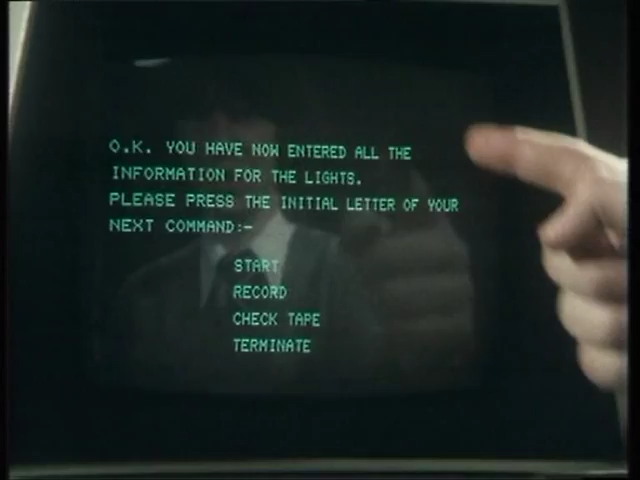 O.K. YOU HAVE NOW ENTERED ALL THE
INFORMATION FOR THE LIGHTS.
PLEASE PRESS THE INITIAL LETTER OF YOUR
NEXT COMMAND:-
START
RECORD
CHECK TAPE
TERMINATE